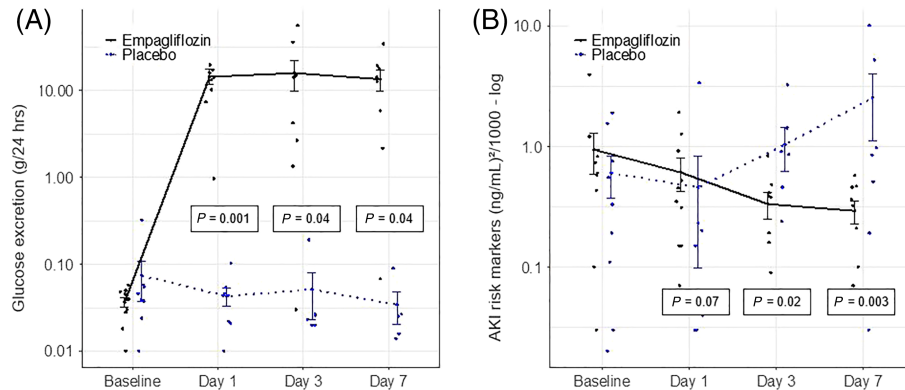 (A)
Empagliflozin
Placebo
Glucose excretion (g/24 hrs)
10.00
1.00
0.10
0.01
P = 0.001
P = 0.04
P = 0.04
Baseline
Day 1
Day 3
Day 7
(B)
Empagliflozin
Placebo
AKI risk markers (ng/mL)²/1000 - log
10.0
1.0
0.1
P = 0.07
P = 0.02
P = 0.003
Baseline
Day 1
Day 3
Day 7